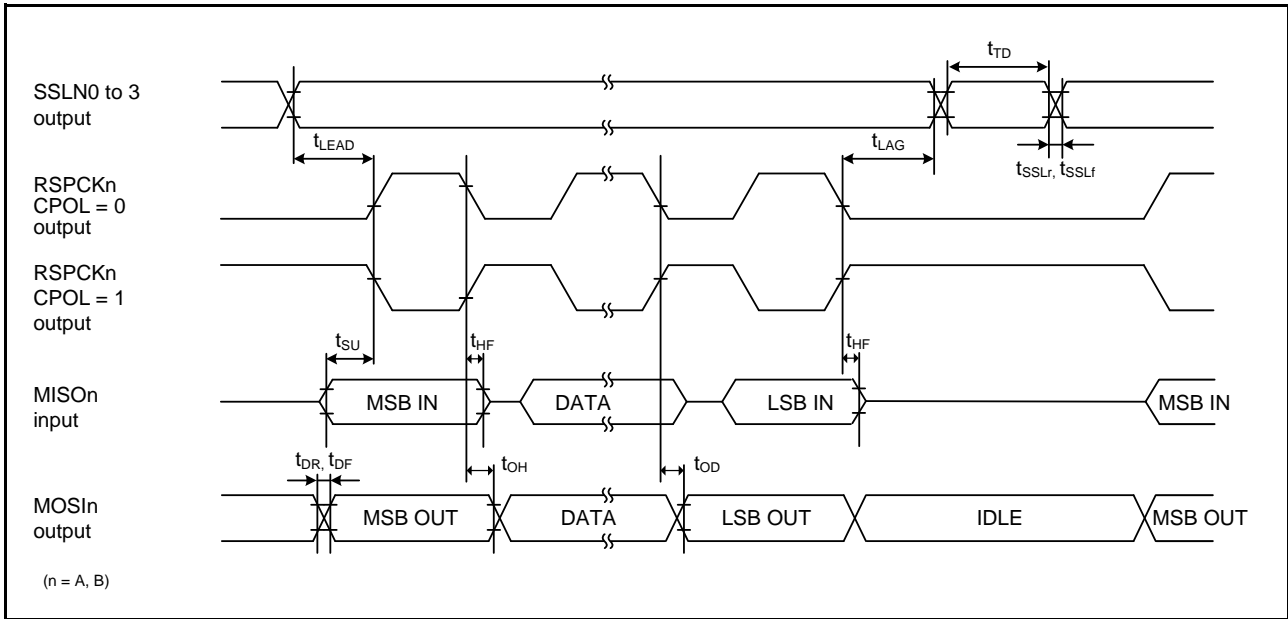 tTD
SSLN0 to 3
output
tLEAD
tLAG
tSSLr, tSSLf
RSPCKn
CPOL = 0
output
RSPCKn
CPOL = 1
output
tSU
tHF
tHF
MISOn
input
MSB IN
DATA
LSB IN
MSB IN
tDR, tDF
tOH
tOD
MOSIn
output
MSB OUT
DATA
LSB OUT
IDLE
MSB OUT
(n = A, B)